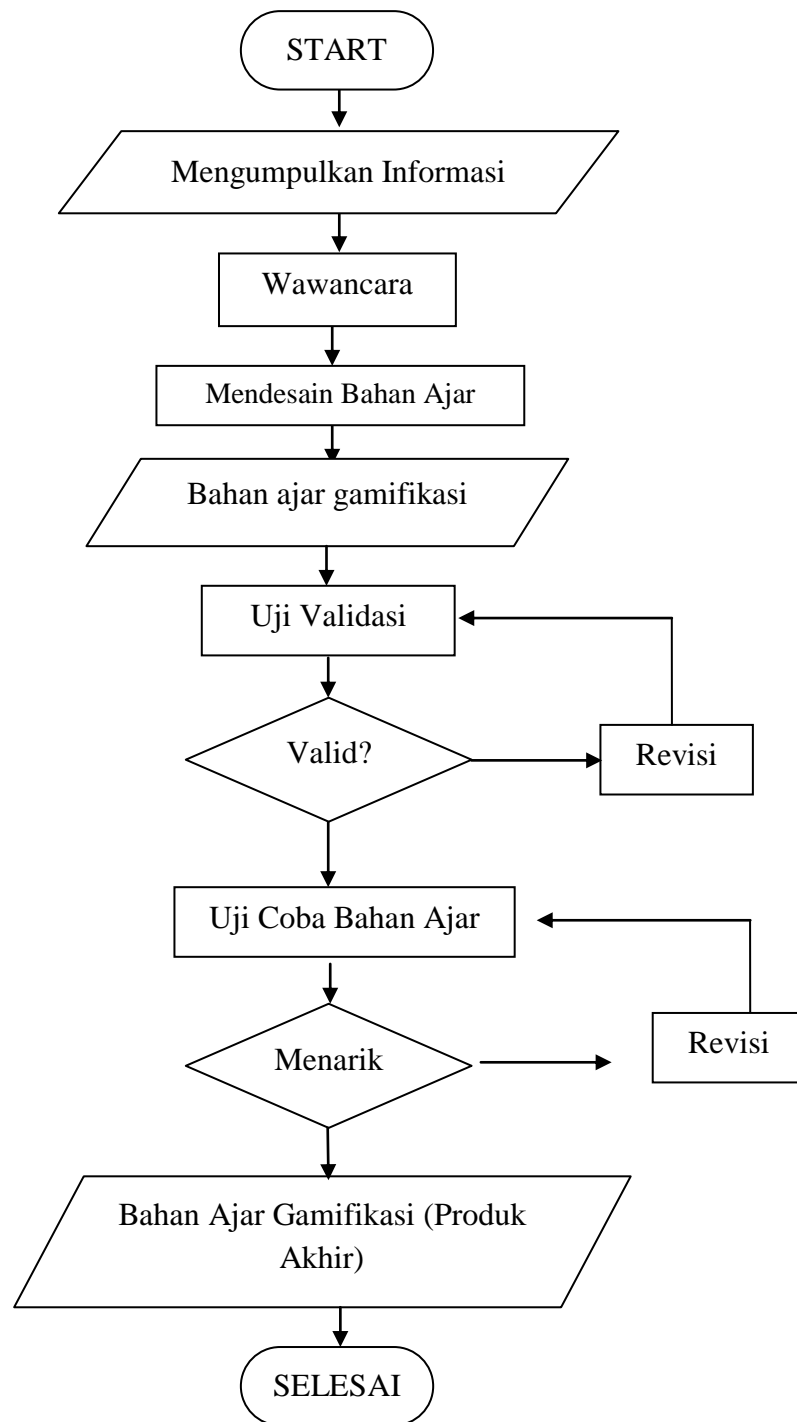 START
Mengumpulkan Informasi
Wawancara
Mendesain Bahan Ajar
Bahan ajar gamifikasi
Uji Validasi
Valid?
Revisi
Uji Coba Bahan Ajar
Menarik
Revisi
Bahan Ajar Gamifikasi (Produk
Akhir)
SELESAI